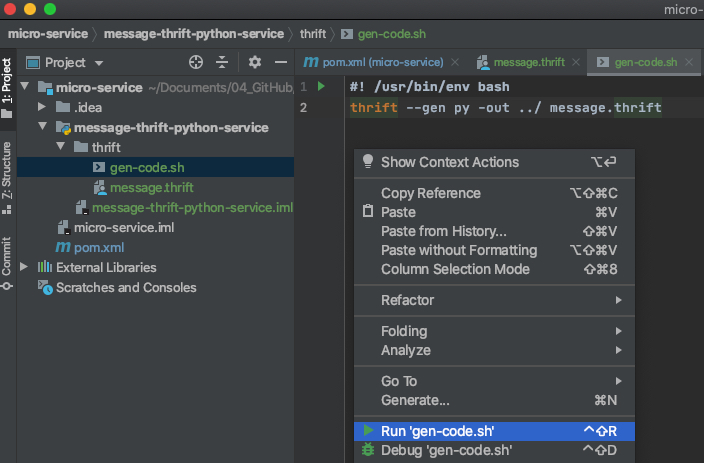 micro-
micro-service message-thrift-python-service thrift gen-code.sh
Project
pom.xml (micro-service) message.thrift gen-code.sh
1: Project
Z: Structure
Commit
micro-service ~/Documents/04_GitHub/
.idea
message-thrift-python-service
thrift
gen-code.sh
message.thrift
message-thrift-python-service.iml
micro-service.iml
pom.xml
External Libraries
Scratches and Consoles
1 #! /usr/bin/env bash
2 thrift --gen py -out ../ message.thrift
Show Context Actions ⌥⏎
Copy Reference ⌥⇧⌘C
Paste ⌘V
Paste from History... ⇧⌘V
Paste without Formatting ⌥⇧⌘V
Column Selection Mode ⇧⌘8
Refactor
Folding
Analyze
Go To
Generate... ⌘N
Run 'gen-code.sh' ^⇧R
Debug 'gen-code.sh' ^⇧D